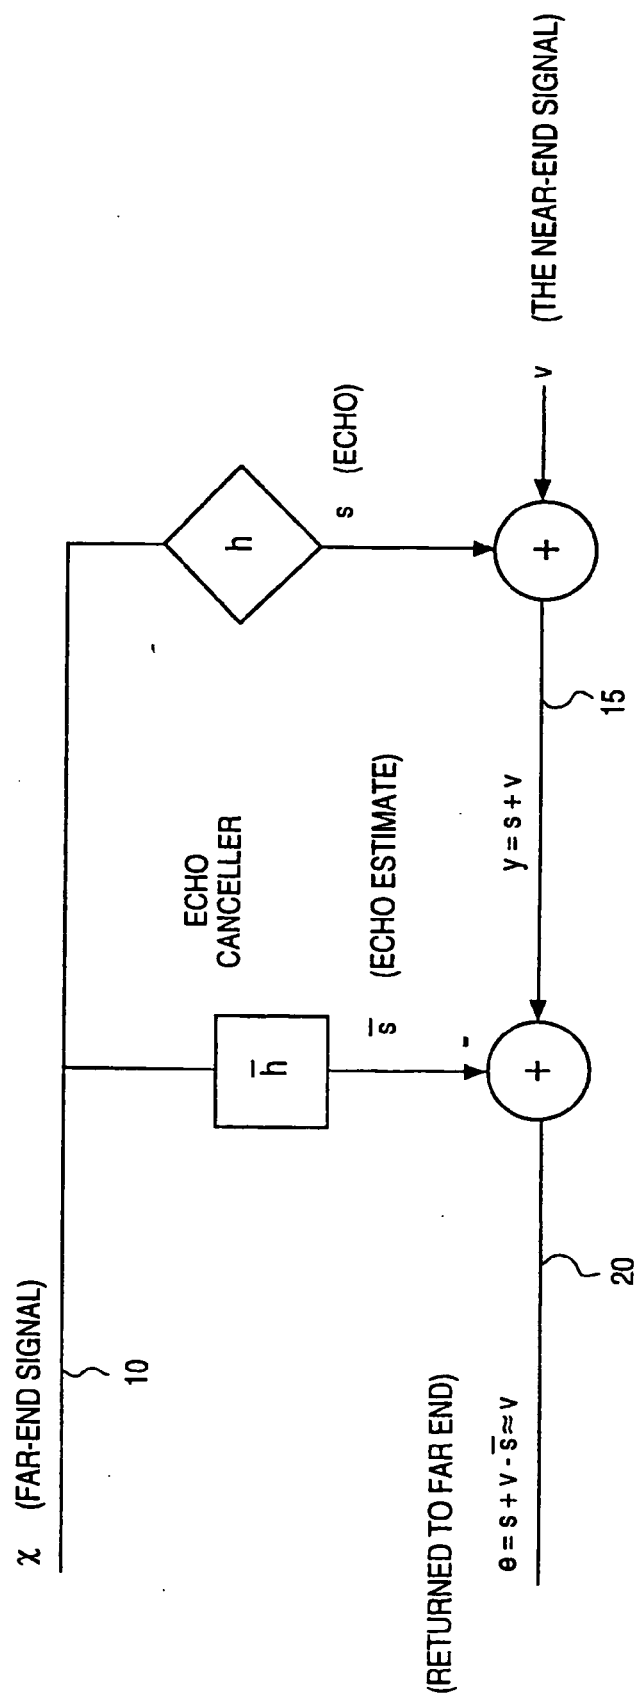 χ (FAR-END SIGNAL)
10
ECHO
CANCELLER
h̄
h
s̄ (ECHO ESTIMATE)
s (ECHO)
-
+
+
v (THE NEAR-END SIGNAL)
y = s + v
15
(RETURNED TO FAR END)
e = s + v - s̄ ≈ v
20